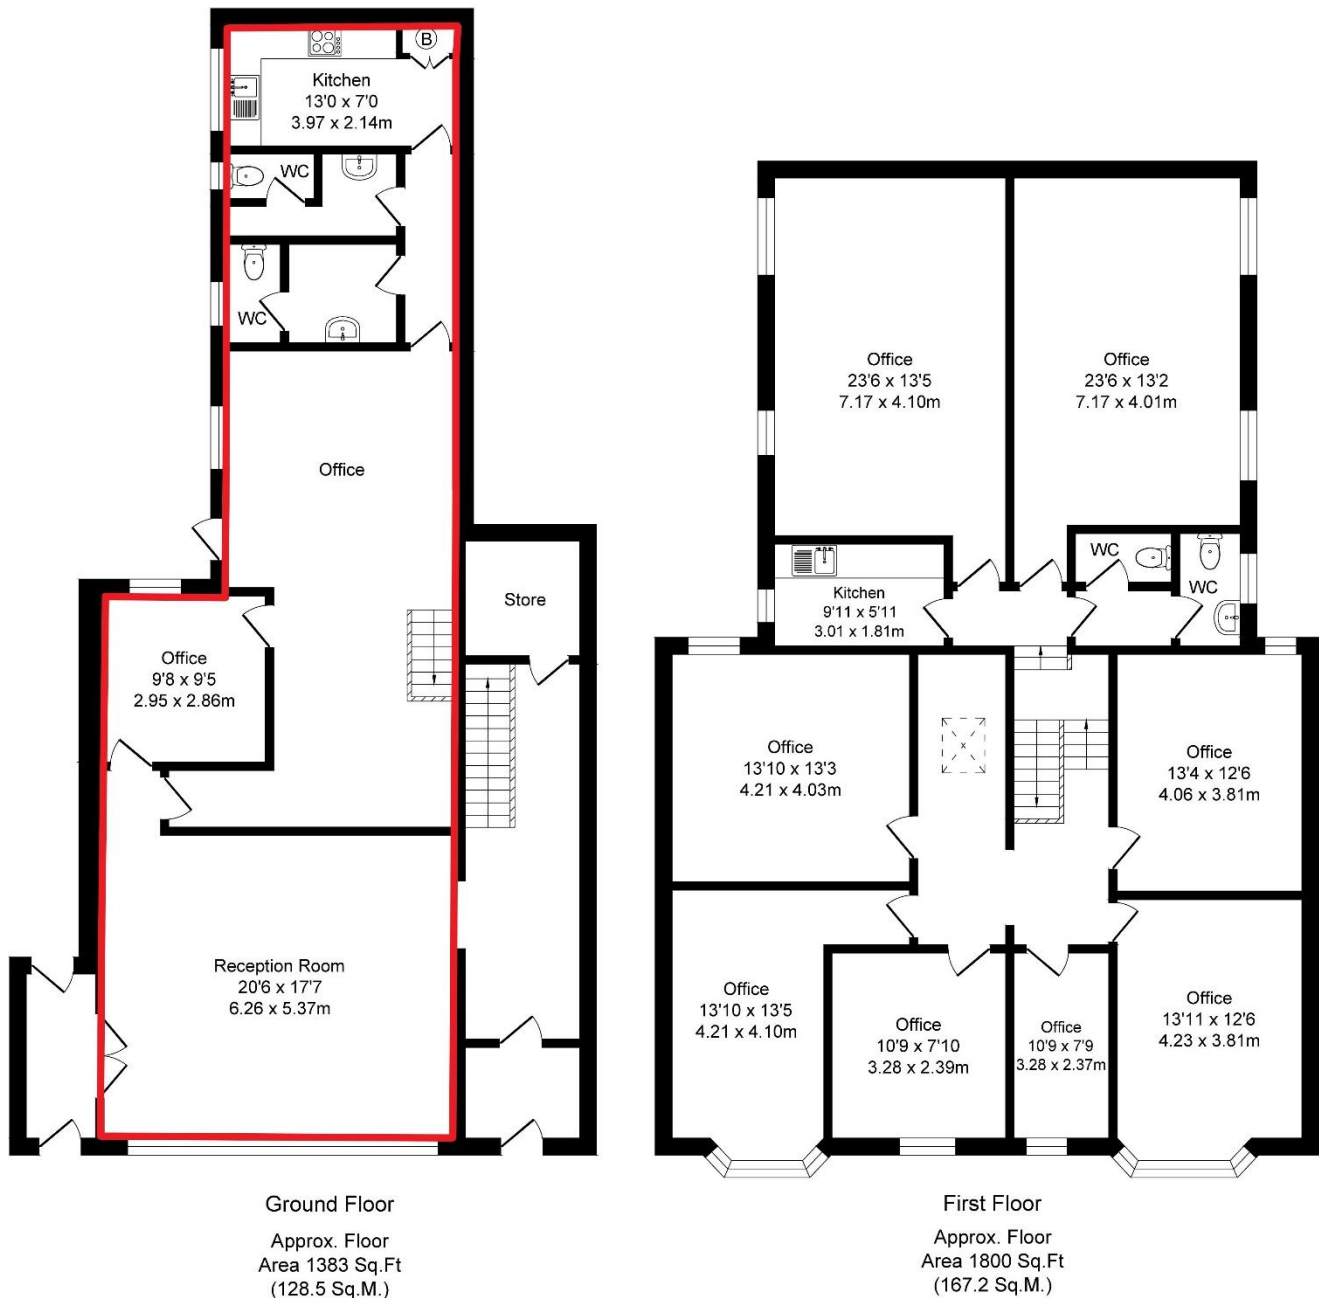 B
Kitchen
13'0 x 7'0
3.97 x 2.14m
WC
WC
Office
Store
Office
9'8 x 9'5
2.95 x 2.86m
Reception Room
20'6 x 17'7
6.26 x 5.37m
Ground Floor
Approx. Floor
Area 1383 Sq.Ft
(128.5 Sq.M.)
Office
23'6 x 13'5
7.17 x 4.10m
Office
23'6 x 13'2
7.17 x 4.01m
WC
WC
Kitchen
9'11 x 5'11
3.01 x 1.81m
Office
13'10 x 13'3
4.21 x 4.03m
x
Office
13'4 x 12'6
4.06 x 3.81m
Office
13'10 x 13'5
4.21 x 4.10m
Office
10'9 x 7'10
3.28 x 2.39m
Office
10'9 x 7'9
3.28 x 2.37m
Office
13'11 x 12'6
4.23 x 3.81m
First Floor
Approx. Floor
Area 1800 Sq.Ft
(167.2 Sq.M.)